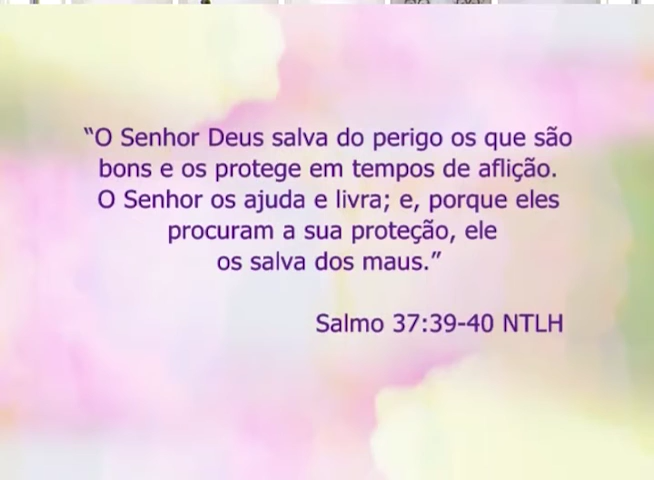 “O Senhor Deus salva do perigo os que são
bons e os protege em tempos de aflição.
O Senhor os ajuda e livra; e, porque eles
procuram a sua proteção, ele
os salva dos maus.”
Salmo 37:39-40 NTLH